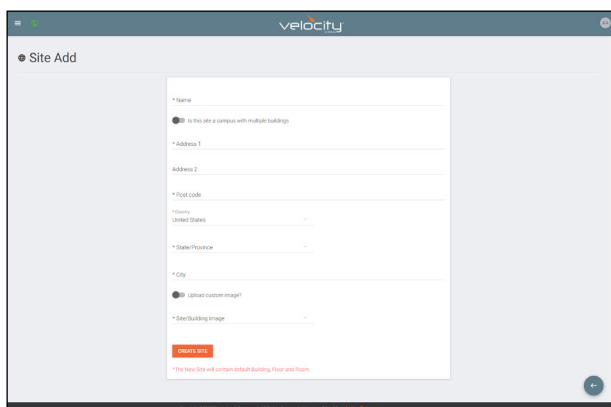 velocity
Site Add
* Name
Is this site a campus with multiple buildings
* Address 1
Address 2
* Post code
* Country
United States
* State/Province
* City
Upload custom image?
* Site/Building Image
CREATE SITE
*The New Site will contain default Building, Floor and Room